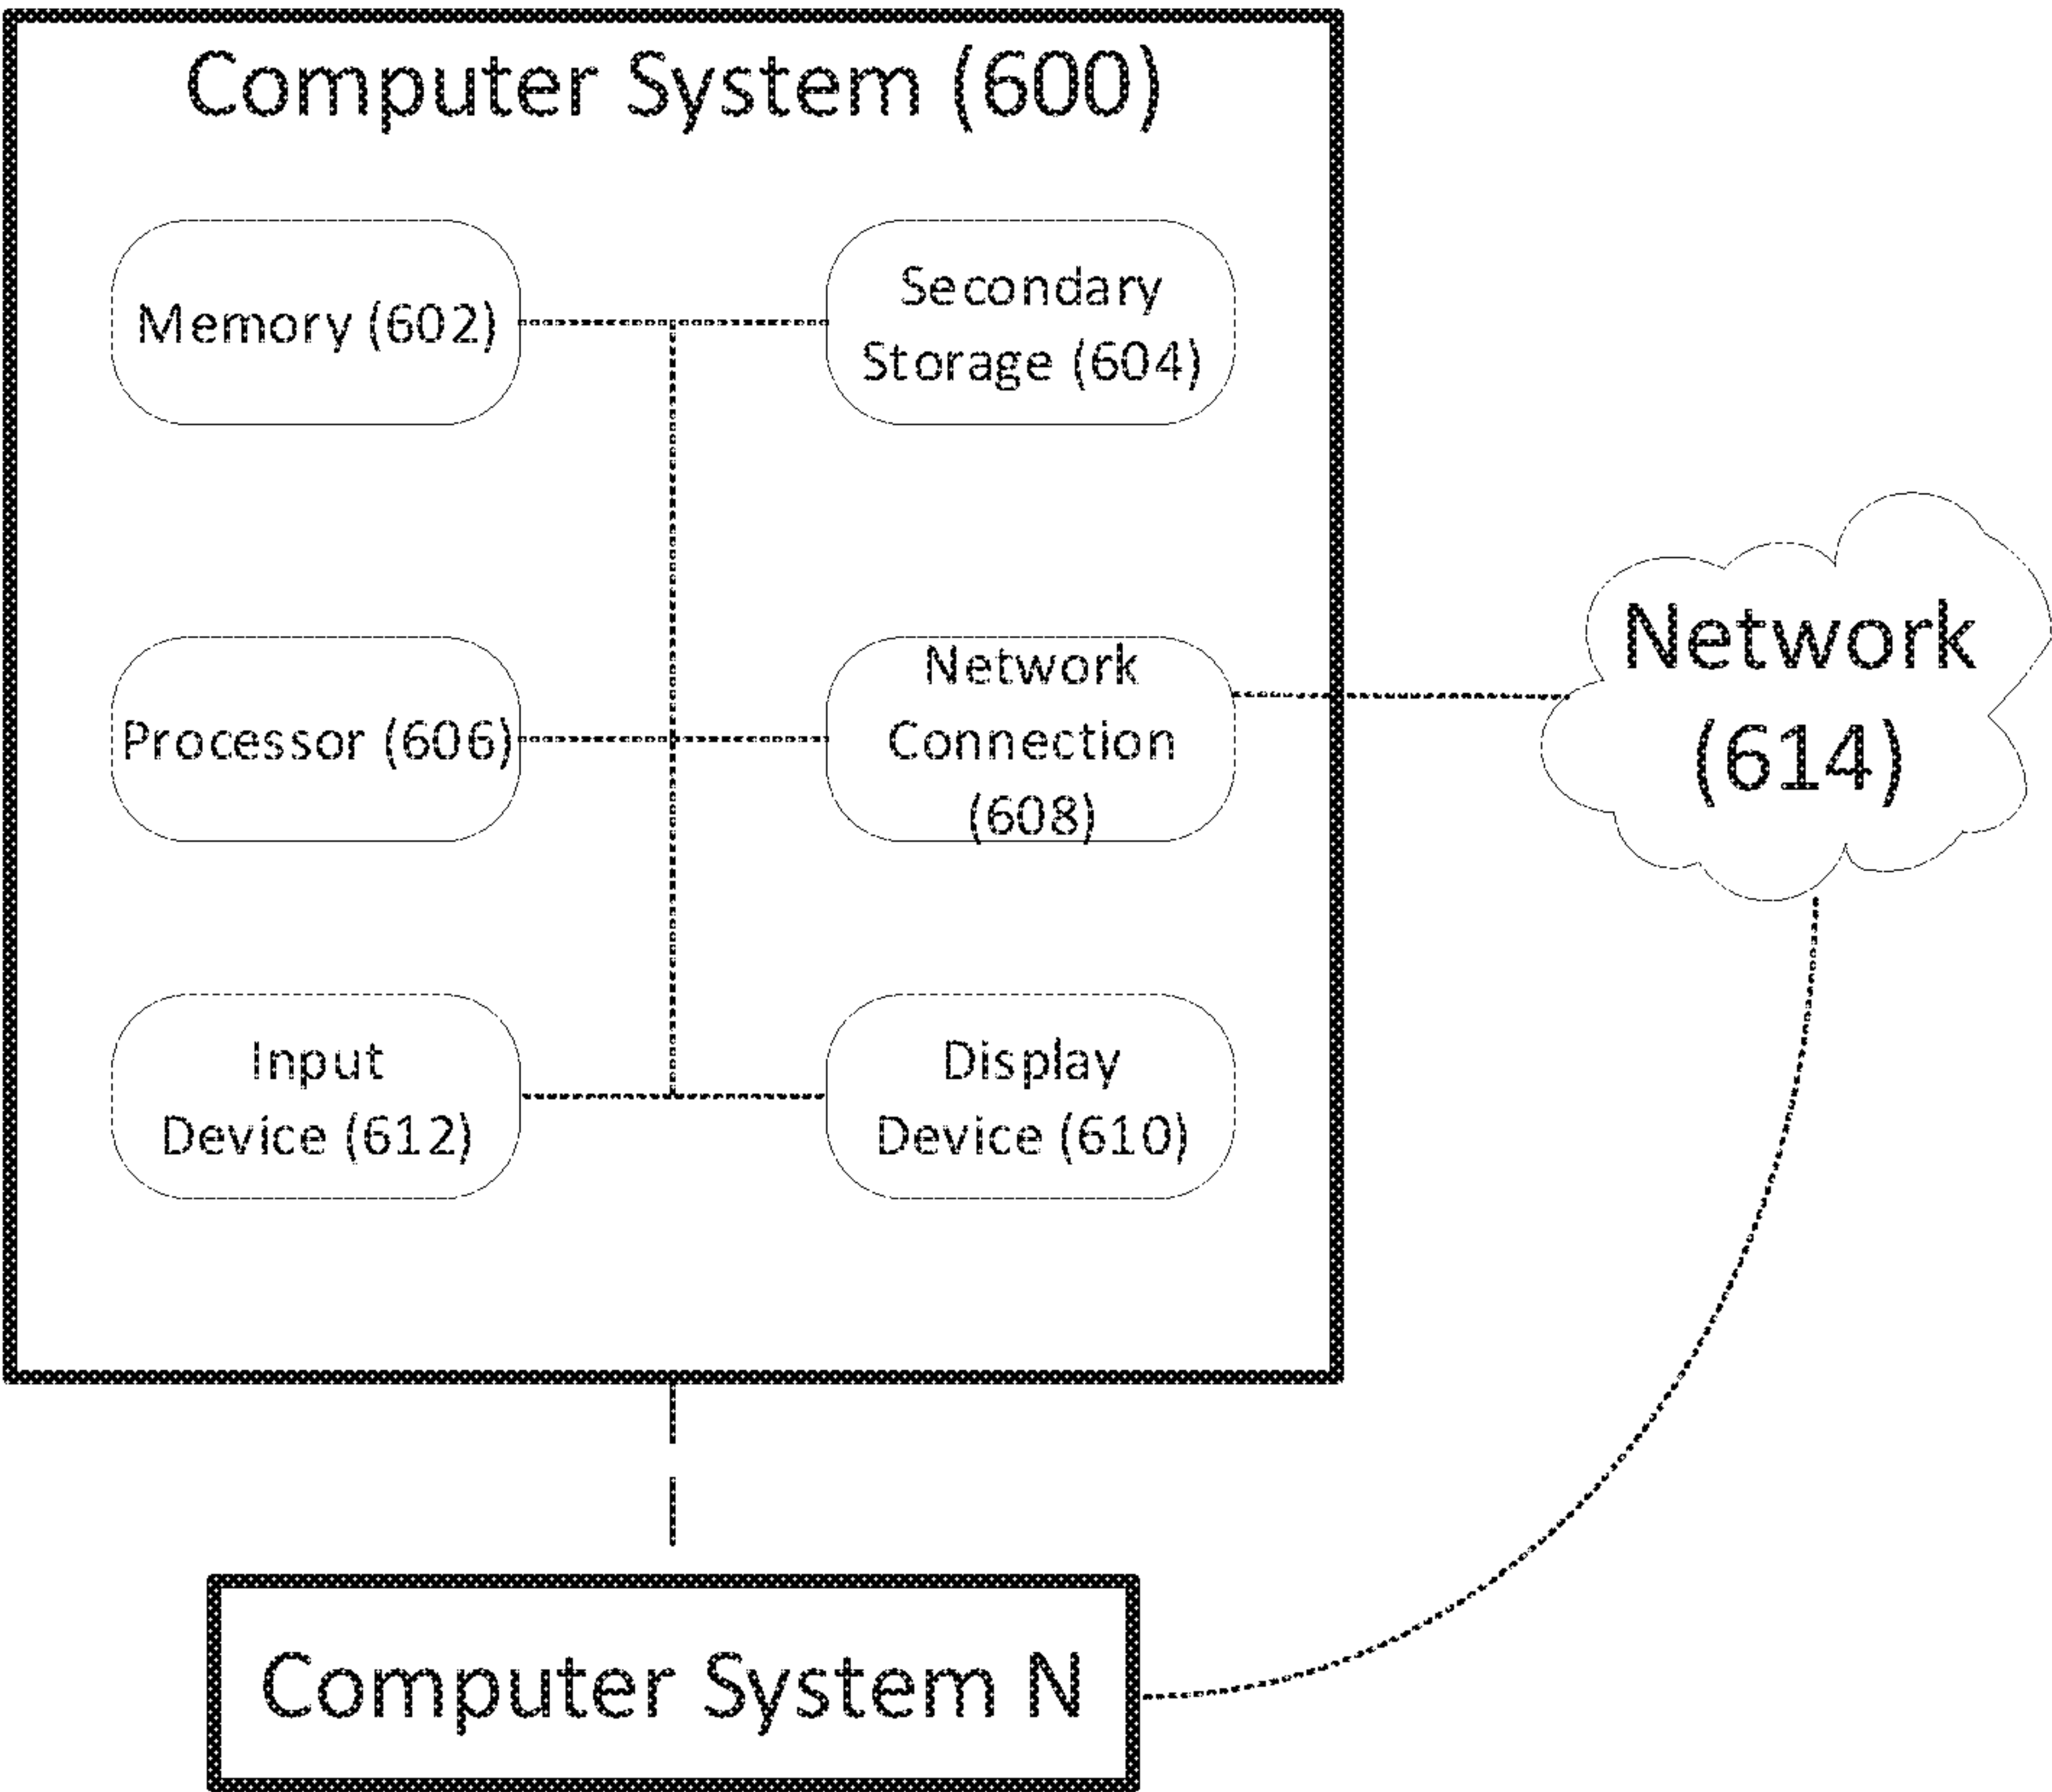 Computer System (600)
Memory (602)
Secondary
Storage (604)
Processor (606)
Network
Connection
(608)
Network
(614)
Input
Device (612)
Display
Device (610)
Computer System N